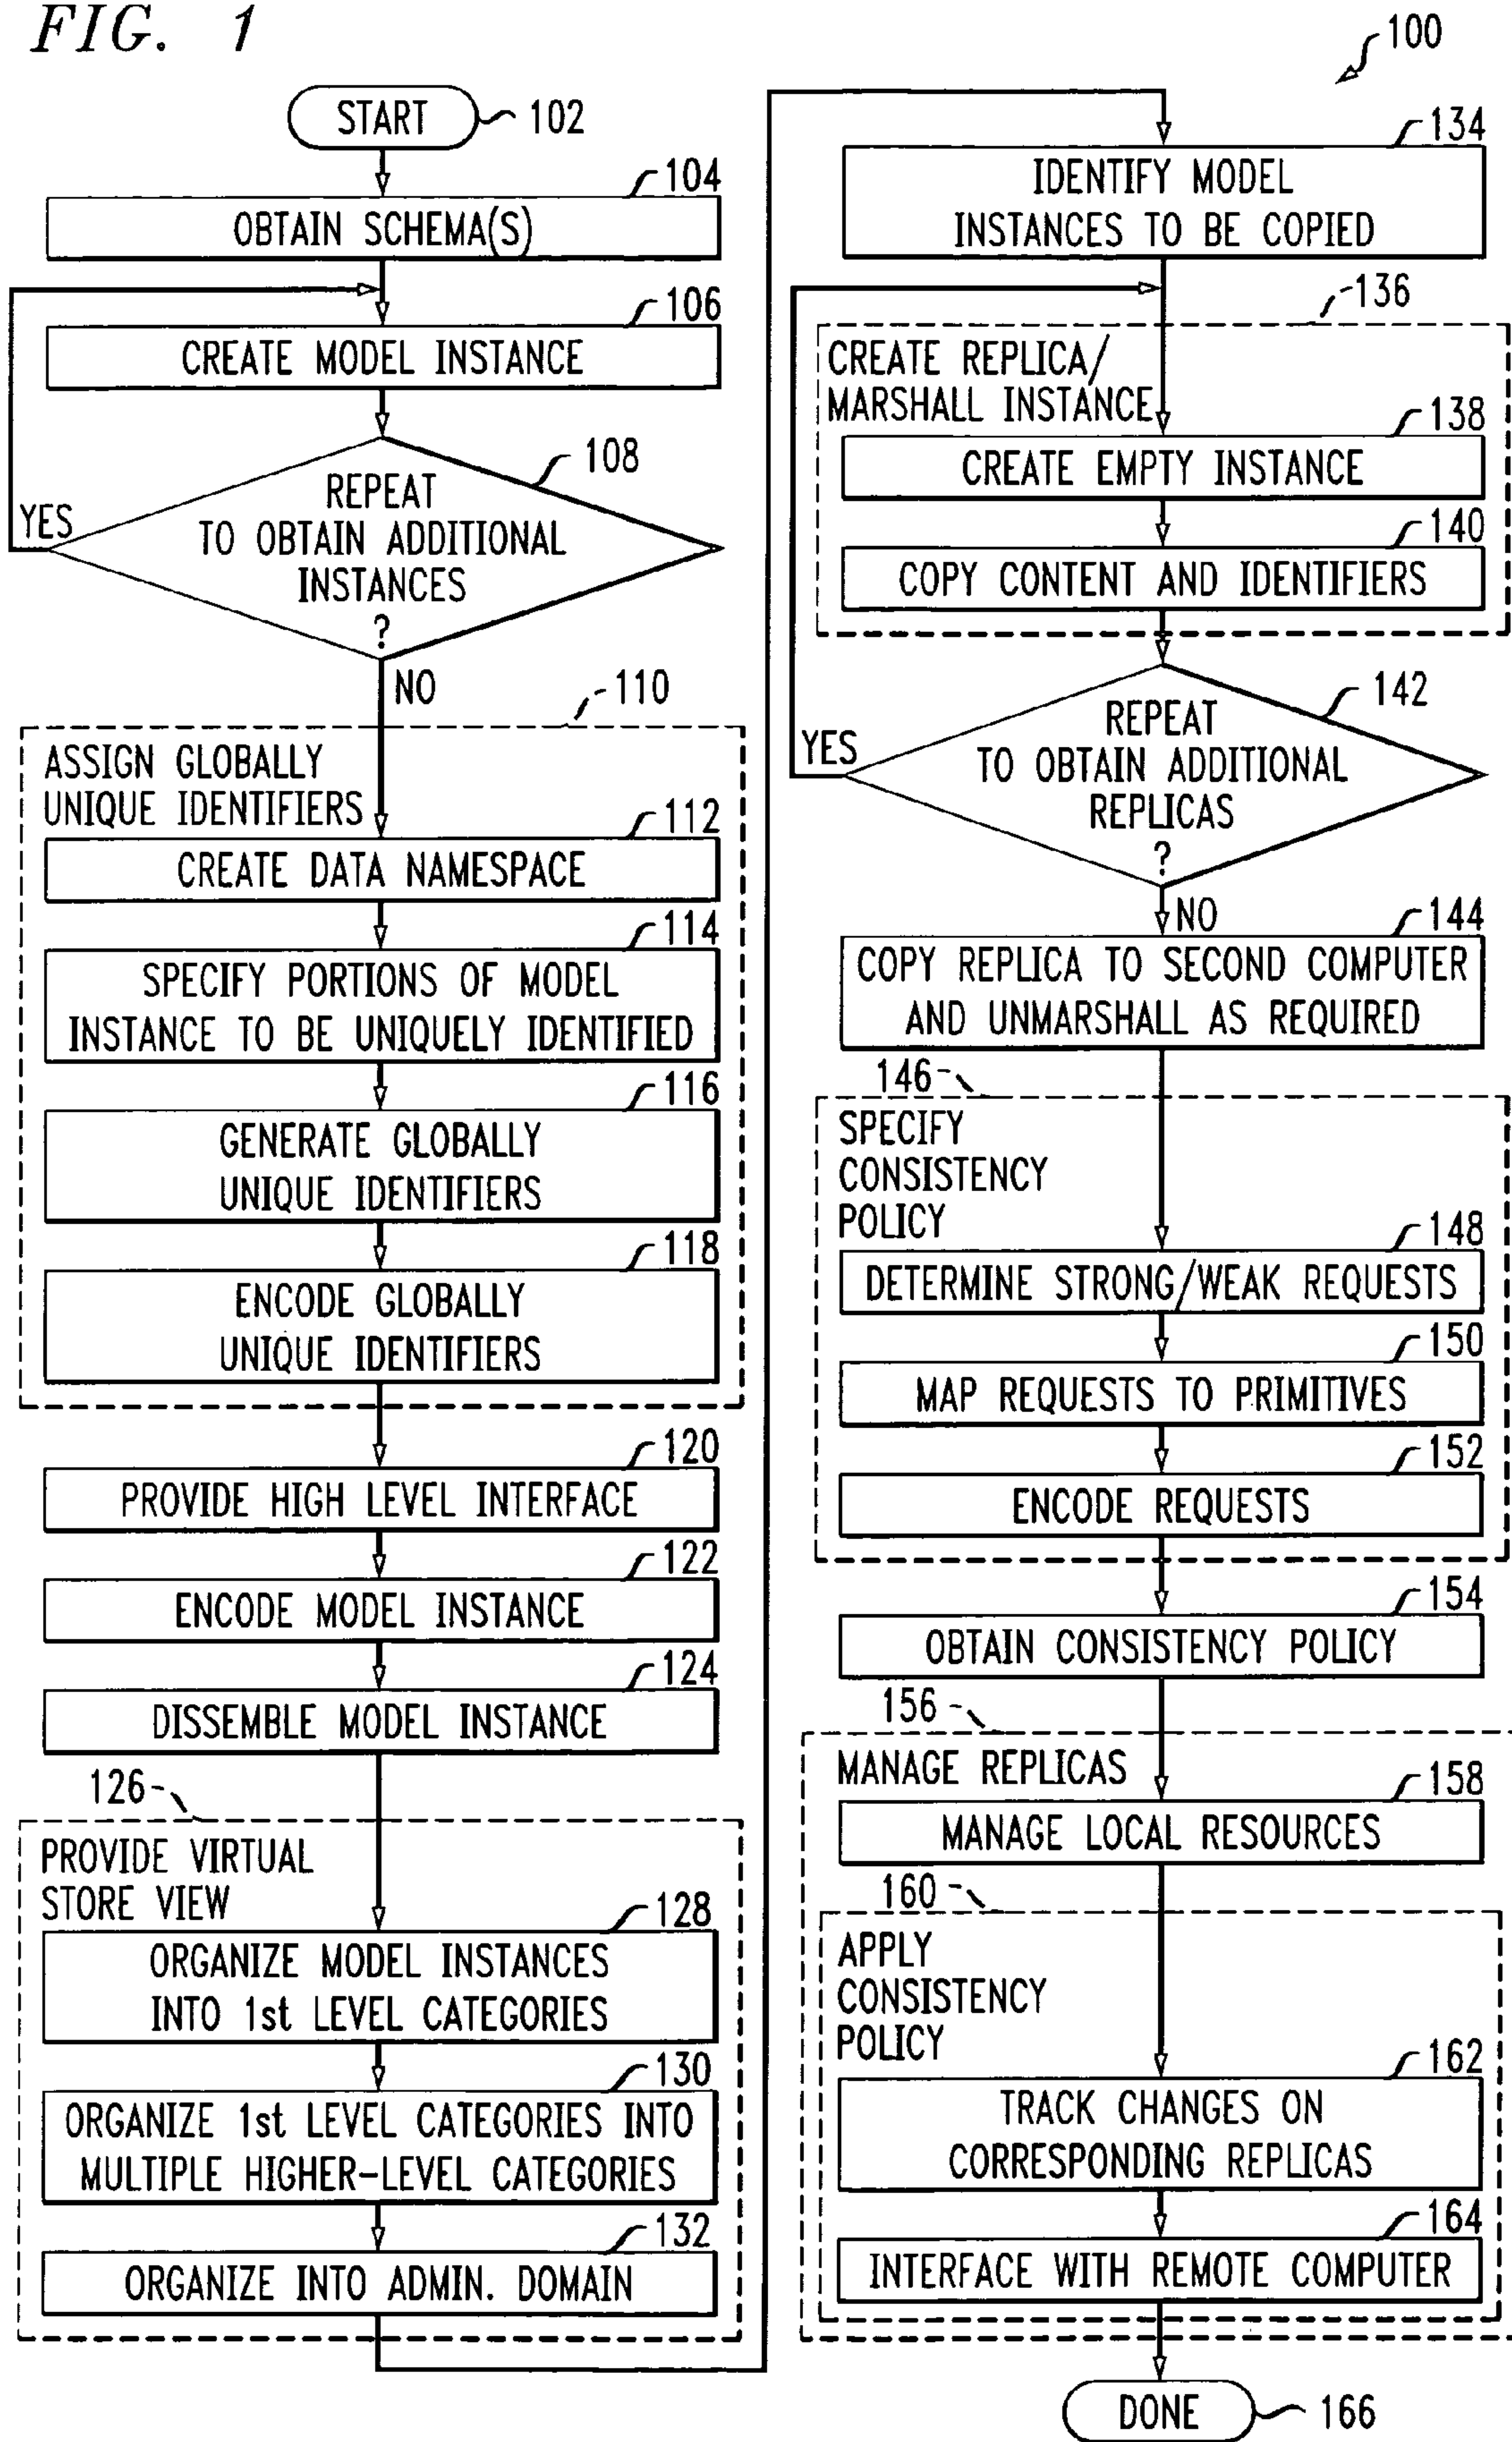 FIG. 1
100
START
102
104
OBTAIN SCHEMA(S)
106
CREATE MODEL INSTANCE
108
REPEAT
TO OBTAIN ADDITIONAL
INSTANCES
?
YES
NO
110
ASSIGN GLOBALLY
UNIQUE IDENTIFIERS
112
CREATE DATA NAMESPACE
114
SPECIFY PORTIONS OF MODEL
INSTANCE TO BE UNIQUELY IDENTIFIED
116
GENERATE GLOBALLY
UNIQUE IDENTIFIERS
118
ENCODE GLOBALLY
UNIQUE IDENTIFIERS
120
PROVIDE HIGH LEVEL INTERFACE
122
ENCODE MODEL INSTANCE
124
DISSEMBLE MODEL INSTANCE
126
PROVIDE VIRTUAL
STORE VIEW
128
ORGANIZE MODEL INSTANCES
INTO 1st LEVEL CATEGORIES
130
ORGANIZE 1st LEVEL CATEGORIES INTO
MULTIPLE HIGHER-LEVEL CATEGORIES
132
ORGANIZE INTO ADMIN. DOMAIN
134
IDENTIFY MODEL
INSTANCES TO BE COPIED
136
CREATE REPLICA/
MARSHALL INSTANCE
138
CREATE EMPTY INSTANCE
140
COPY CONTENT AND IDENTIFIERS
142
REPEAT
TO OBTAIN ADDITIONAL
REPLICAS
?
YES
NO
144
COPY REPLICA TO SECOND COMPUTER
AND UNMARSHALL AS REQUIRED
146
SPECIFY
CONSISTENCY
POLICY
148
DETERMINE STRONG/WEAK REQUESTS
150
MAP REQUESTS TO PRIMITIVES
152
ENCODE REQUESTS
154
OBTAIN CONSISTENCY POLICY
156
MANAGE REPLICAS
158
MANAGE LOCAL RESOURCES
160
APPLY
CONSISTENCY
POLICY
162
TRACK CHANGES ON
CORRESPONDING REPLICAS
164
INTERFACE WITH REMOTE COMPUTER
DONE
166